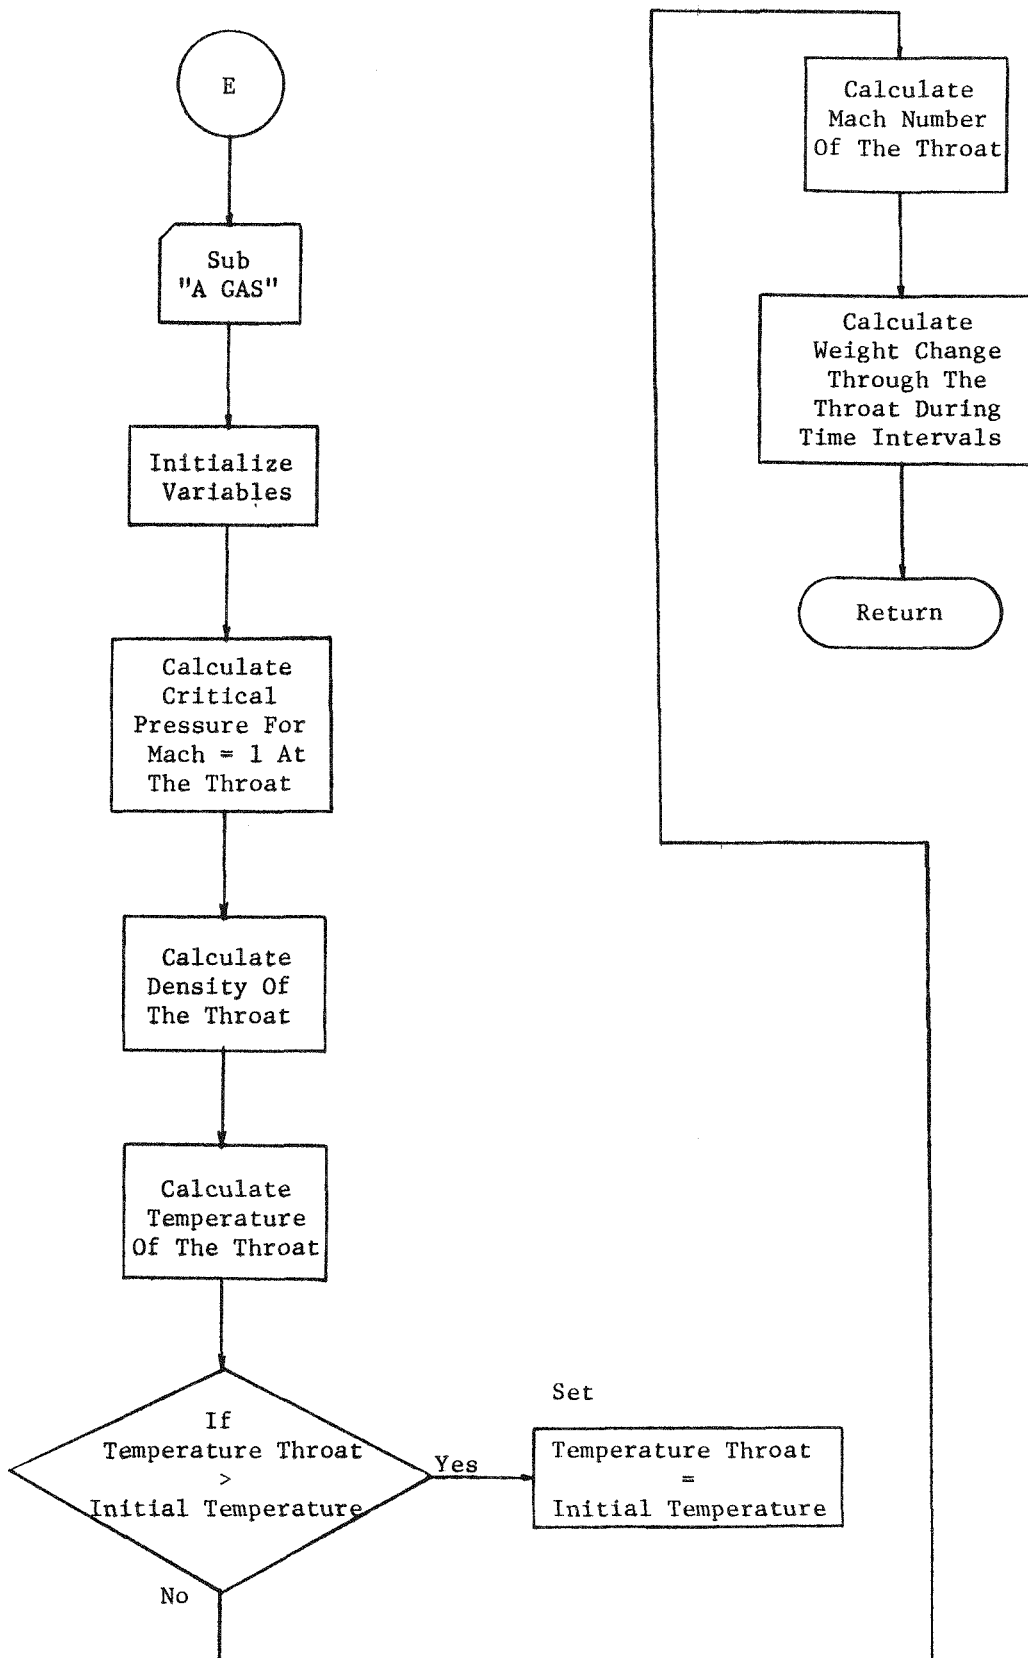 E
Sub
"A GAS"
Initialize
Variables
Calculate
Critical
Pressure For
Mach = 1 At
The Throat
Calculate
Density Of
The Throat
Calculate
Temperature
Of The Throat
If
Temperature Throat
>
Initial Temperature
Yes
No
Set
Temperature Throat
=
Initial Temperature
Calculate
Mach Number
Of The Throat
Calculate
Weight Change
Through The
Throat During
Time Intervals
Return